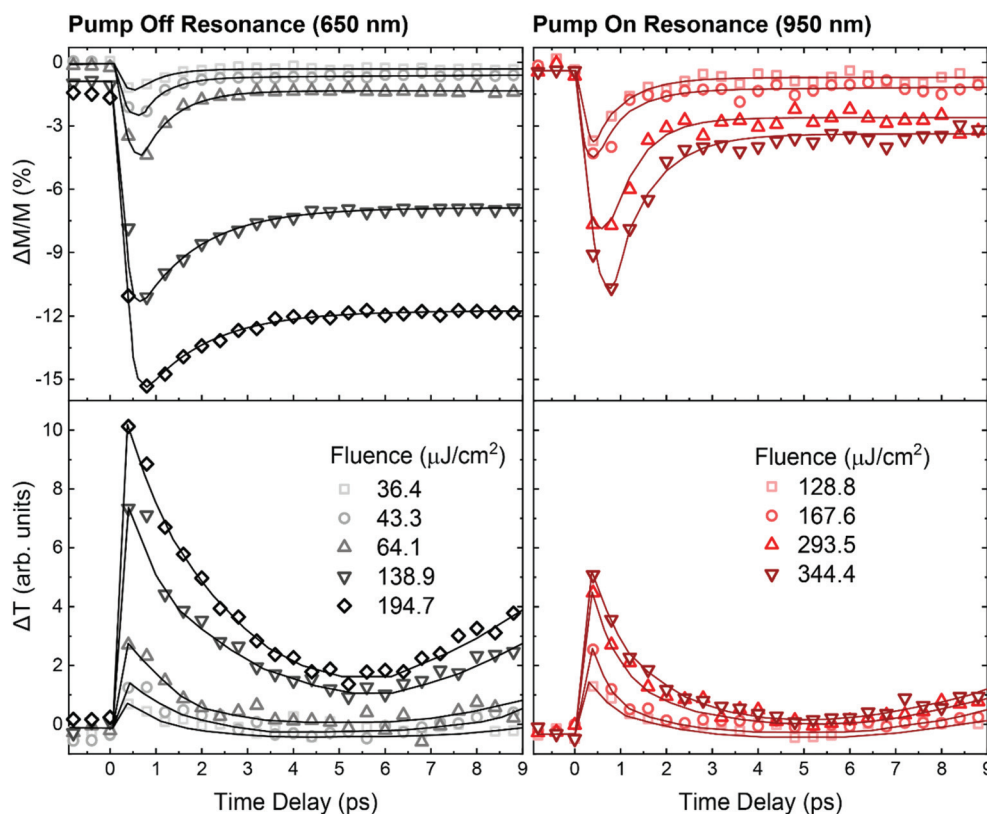 Pump Off Resonance (650 nm)
Pump On Resonance (950 nm)
ΔM/M (%)
0
-3
-6
-9
-12
-15
ΔT (arb. units)
10
8
6
4
2
0
Fluence (μJ/cm²)
36.4
43.3
64.1
138.9
194.7
Fluence (μJ/cm²)
128.8
167.6
293.5
344.4
0 1 2 3 4 5 6 7 8 9
0 1 2 3 4 5 6 7 8 9
Time Delay (ps)
Time Delay (ps)